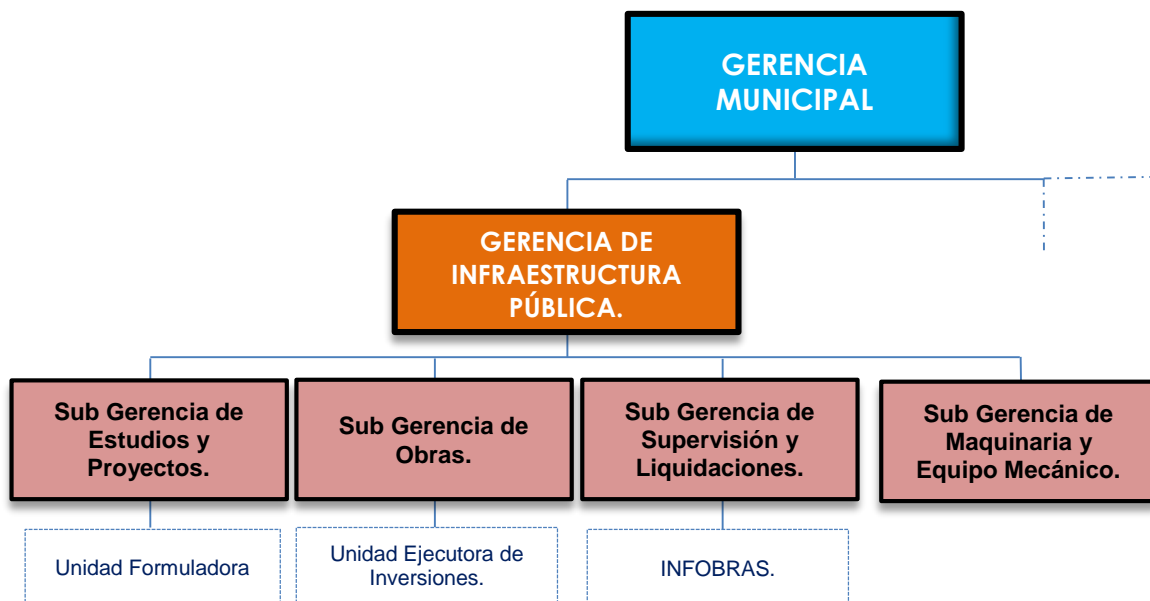 GERENCIA
MUNICIPAL
GERENCIA DE
INFRAESTRUCTURA
PÚBLICA.
Sub Gerencia de
Estudios y
Proyectos.
Sub Gerencia de
Obras.
Sub Gerencia de
Supervisión y
Liquidaciones.
Sub Gerencia de
Maquinaria y
Equipo Mecánico.
Unidad Formuladora
Unidad Ejecutora de
Inversiones.
INFOBRAS.